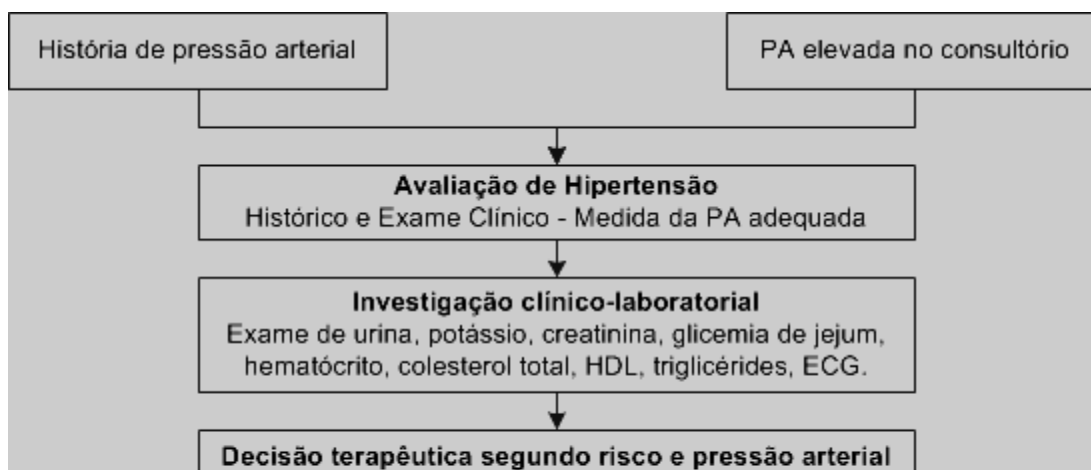 História de pressão arterial
PA elevada no consultório
Avaliação de Hipertensão
Histórico e Exame Clínico - Medida da PA adequada
Investigação clínico-laboratorial
Exame de urina, potássio, creatinina, glicemia de jejum,
hematócrito, colesterol total, HDL, triglicérides, ECG.
Decisão terapêutica segundo risco e pressão arterial